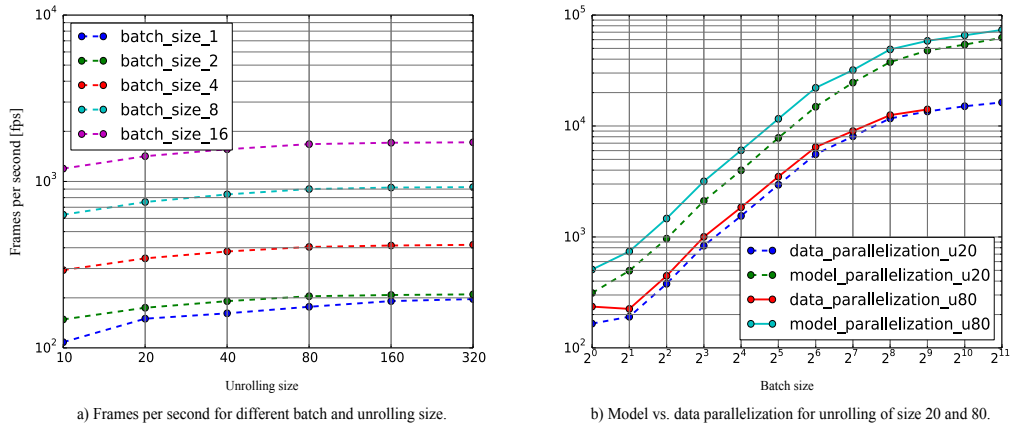 10^4
10^3
10^2
Frames per second [fps]
batch_size_1
batch_size_2
batch_size_4
batch_size_8
batch_size_16
10 20 40 80 160 320
Unrolling size
a) Frames per second for different batch and unrolling size.
10^5
10^4
10^3
10^2
data_parallelization_u20
model_parallelization_u20
data_parallelization_u80
model_parallelization_u80
2^0 2^1 2^2 2^3 2^4 2^5 2^6 2^7 2^8 2^9 2^10 2^11
Batch size
b) Model vs. data parallelization for unrolling of size 20 and 80.